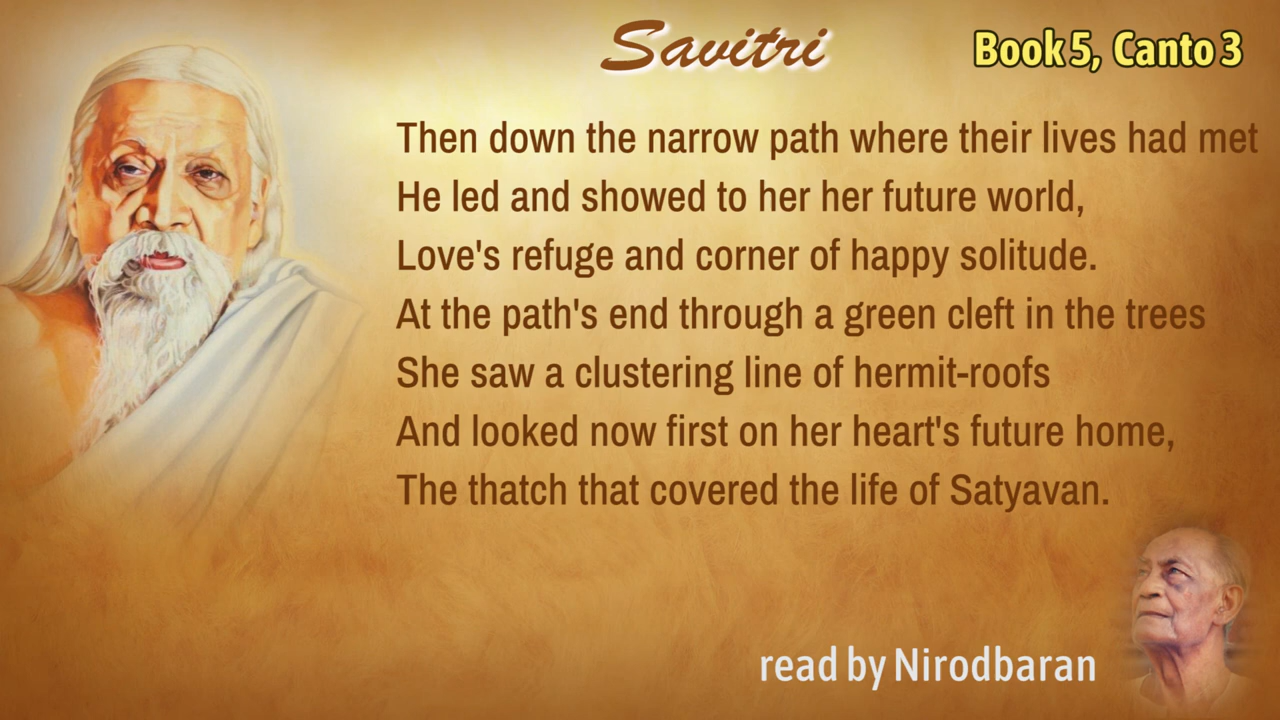 Savitri
Book 5, Canto 3
Then down the narrow path where their lives had met
He led and showed to her her future world,
Love's refuge and corner of happy solitude.
At the path's end through a green cleft in the trees
She saw a clustering line of hermit-roofs
And looked now first on her heart's future home,
The thatch that covered the life of Satyavan.
read by Nirodbaran